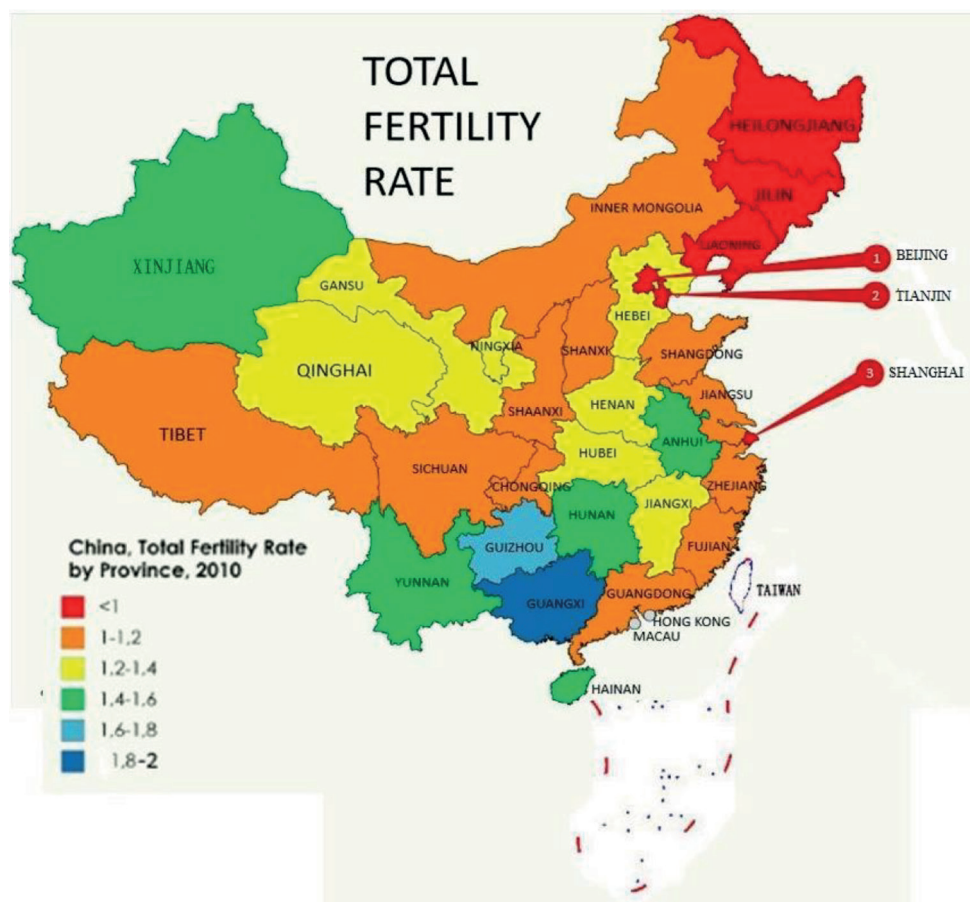 TOTAL
FERTILITY
RATE
HEILONGJIANG
JILIN
INNER MONGOLIA
LIAONING
1 BEIJING
XINJIANG
GANSU
2 TIANJIN
HEBEI
NINGXIA
SHANXI
SHANGDONG
QINGHAI
3 SHANGHAI
JIANGSU
HENAN
SHAANXI
TIBET
ANHUI
HUBEI
SICHUAN
CHONGQING
ZHEJIANG
JIANGXI
HUNAN
GUIZHOU
FUJIAN
China, Total Fertility Rate
by Province, 2010
YUNNAN
TAIWAN
GUANGXI
GUANGDONG
<1
HONG KONG
MACAU
1-1,2
1,2-1,4
HAINAN
1,4-1,6
1,6-1,8
1,8-2